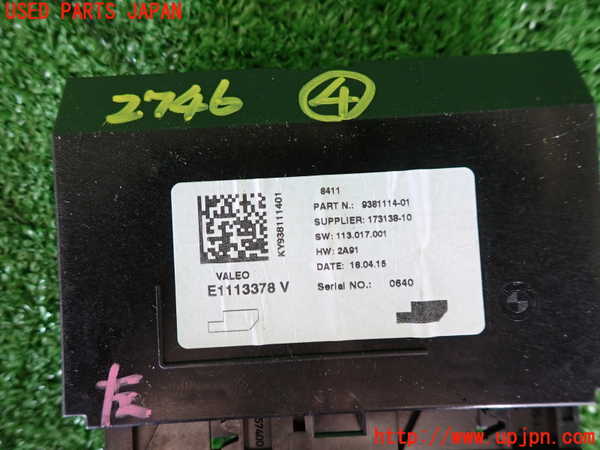 USED PARTS JAPAN
2746 ④
8411
PART N.: 9381114-01
SUPPLIER: 173138-10
SW: 113.017.001
HW: 2A91
DATE: 16.04.15
Serial NO.: 0640
KY938111401
VALEO
E1113378 V
左
http://www.upjpn.com/